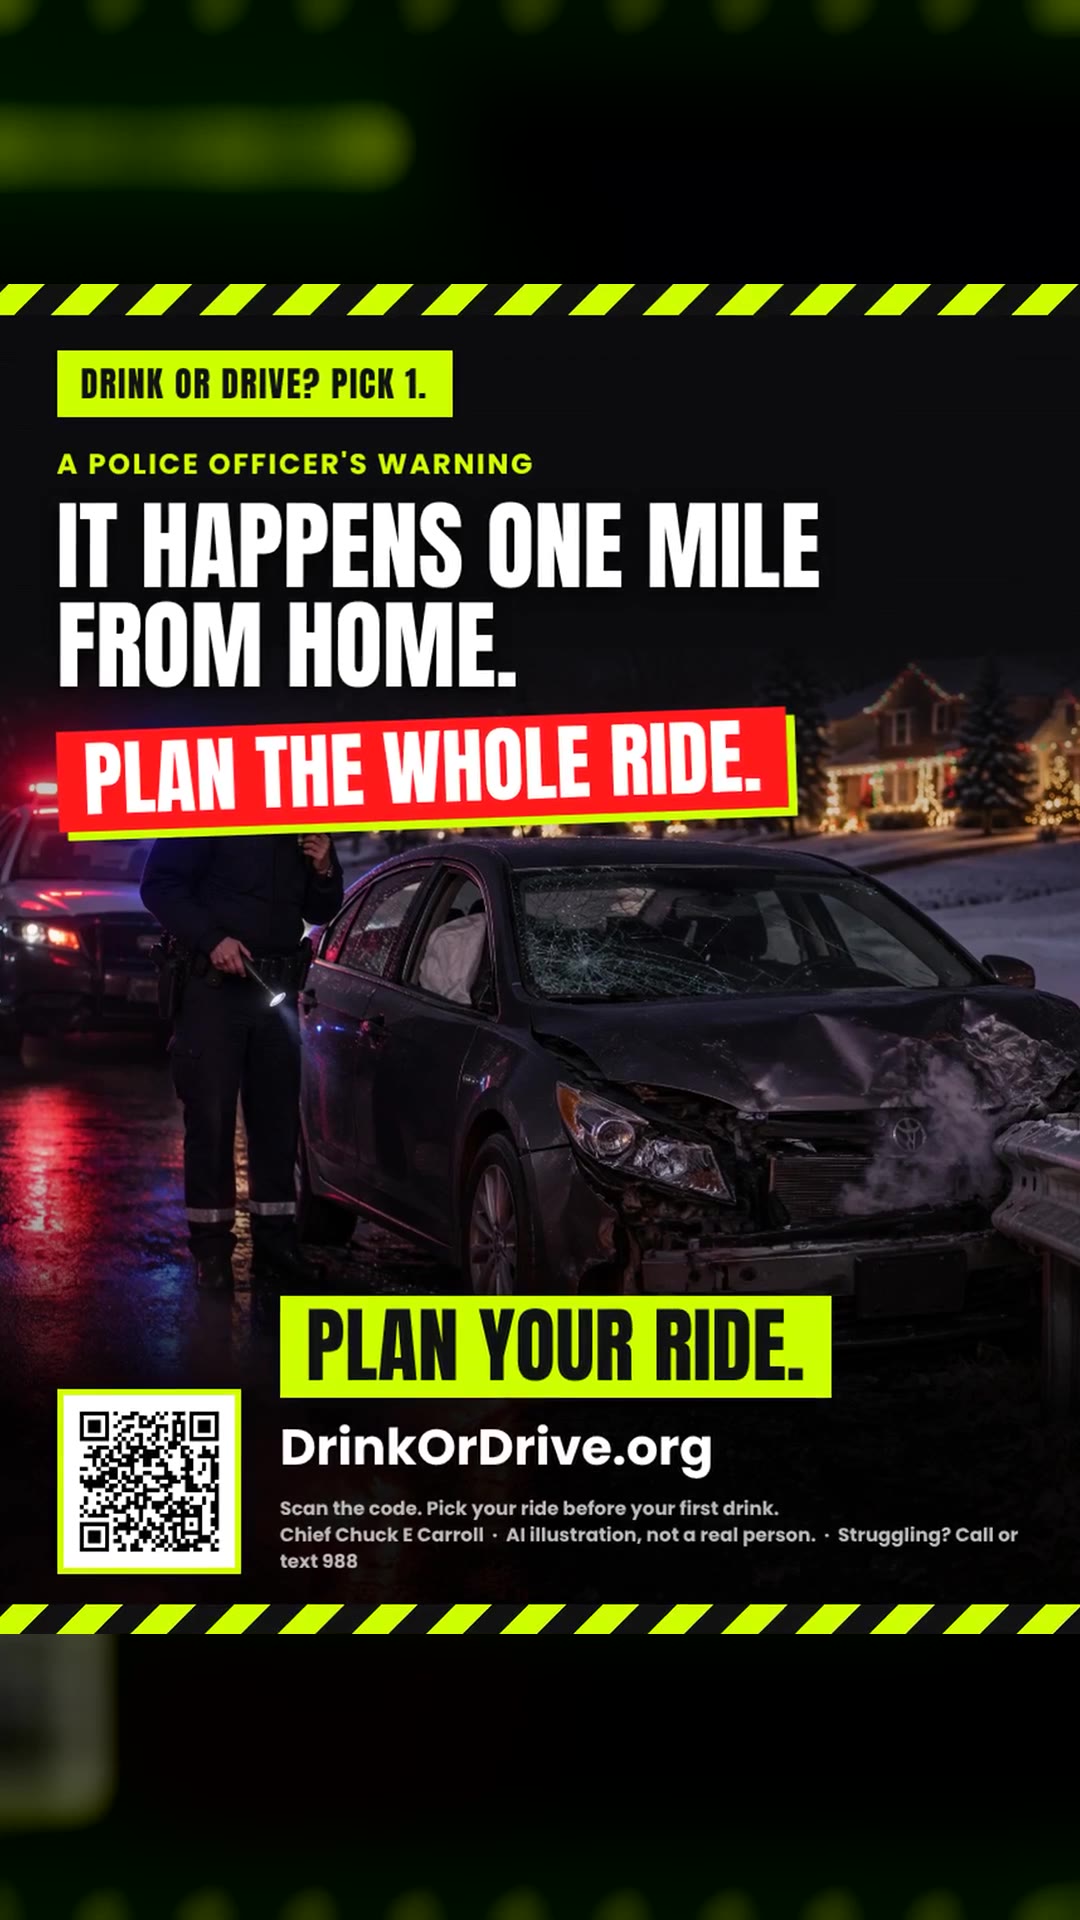 DRINK OR DRIVE? PICK 1.
A POLICE OFFICER'S WARNING
IT HAPPENS ONE MILE
FROM HOME.
PLAN THE WHOLE RIDE.
PLAN YOUR RIDE.
DrinkOrDrive.org
Scan the code. Pick your ride before your first drink.
Chief Chuck E Carroll · AI illustration, not a real person. · Struggling? Call or
text 988